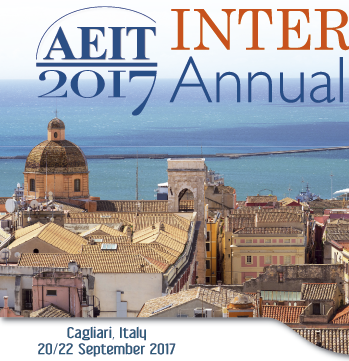 AEIT
2017
INTER
Annual
Cagliari, Italy
20/22 September 2017